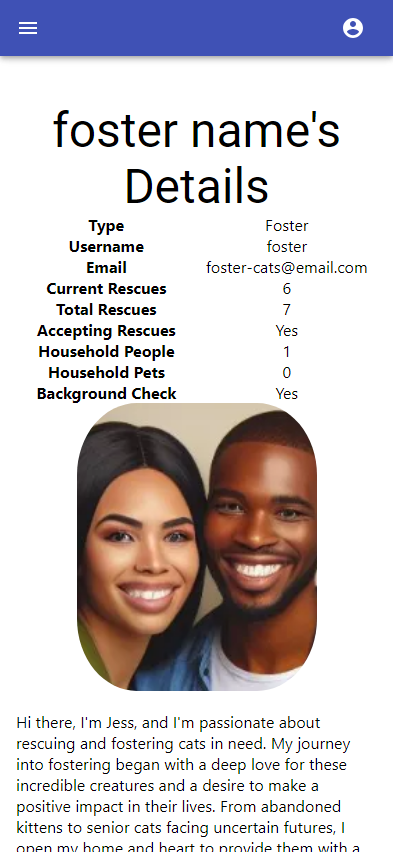 foster name's
Details
Type Foster
Username foster
Email foster-cats@email.com
Current Rescues 6
Total Rescues 7
Accepting Rescues Yes
Household People 1
Household Pets 0
Background Check Yes
Hi there, I'm Jess, and I'm passionate about
rescuing and fostering cats in need. My journey
into fostering began with a deep love for these
incredible creatures and a desire to make a
positive impact in their lives. From abandoned
kittens to senior cats facing uncertain futures, I
open my home and heart to provide them with a